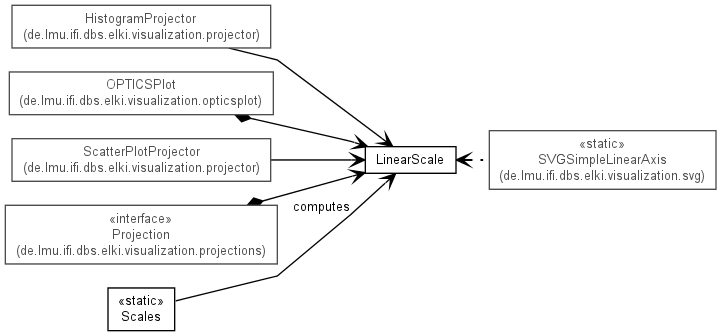 HistogramProjector
(de.lmu.ifi.dbs.elki.visualization.projector)
OPTICSPlot
(de.lmu.ifi.dbs.elki.visualization.opticsplot)
ScatterPlotProjector
(de.lmu.ifi.dbs.elki.visualization.projector)
«interface»
Projection
(de.lmu.ifi.dbs.elki.visualization.projections)
computes
«static»
Scales
LinearScale
«static»
SVGSimpleLinearAxis
(de.lmu.ifi.dbs.elki.visualization.svg)